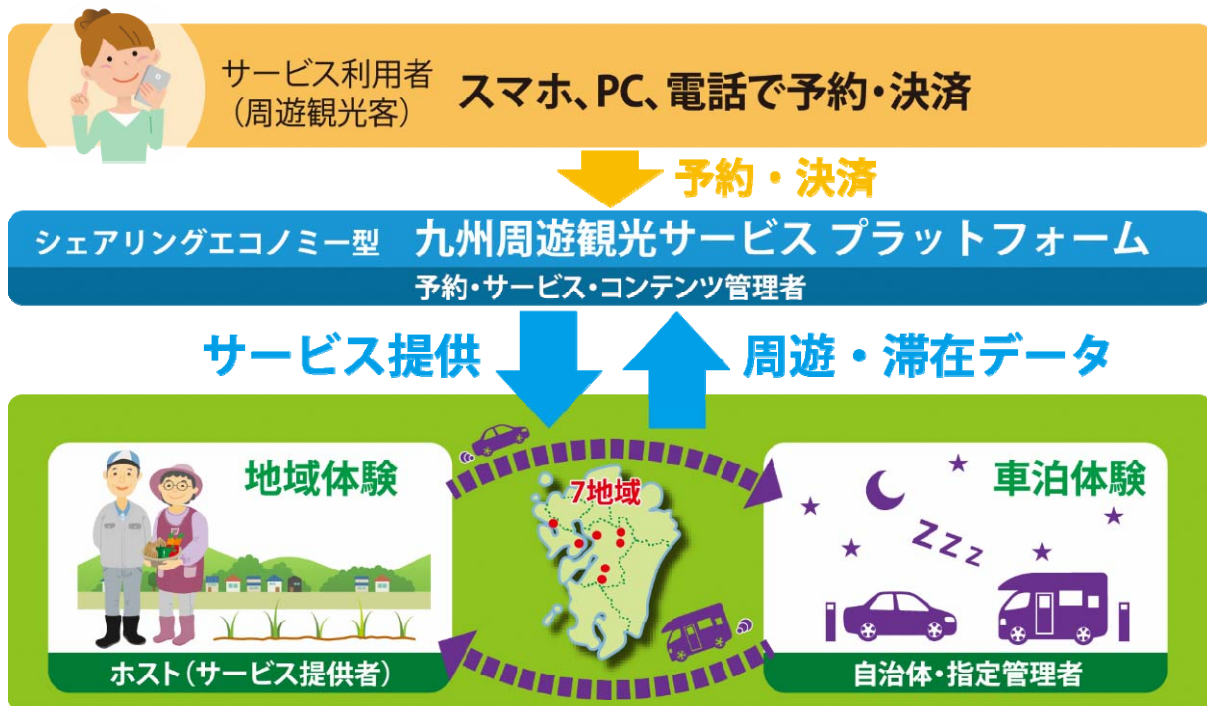 サービス利用者
（周遊観光客）
スマホ、PC、電話で予約・決済
予約・決済
シェアリングエコノミー型 九州周遊観光サービス プラットフォーム
予約・サービス・コンテンツ管理者
サービス提供
周遊・滞在データ
地域体験
7地域
車泊体験
zzz
ホスト（サービス提供者）
自治体・指定管理者